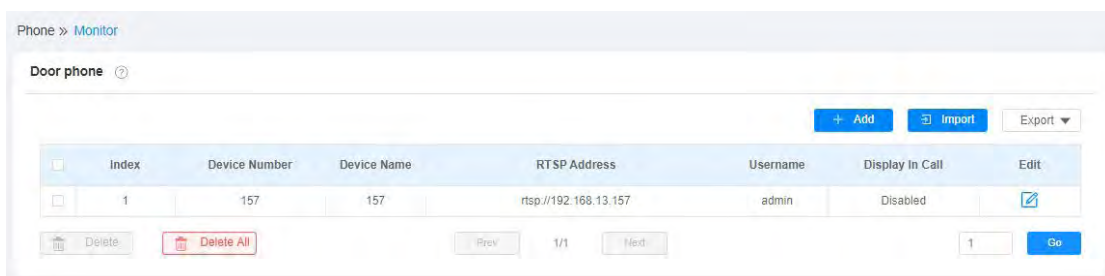 Phone » Monitor
Door phone ?
+ Add Import Export
Index Device Number Device Name RTSP Address Username Display In Call Edit
1 157 157 rtsp://192.168.13.157 admin Disabled
Delete Delete All Prev 1/1 Next 1 Go